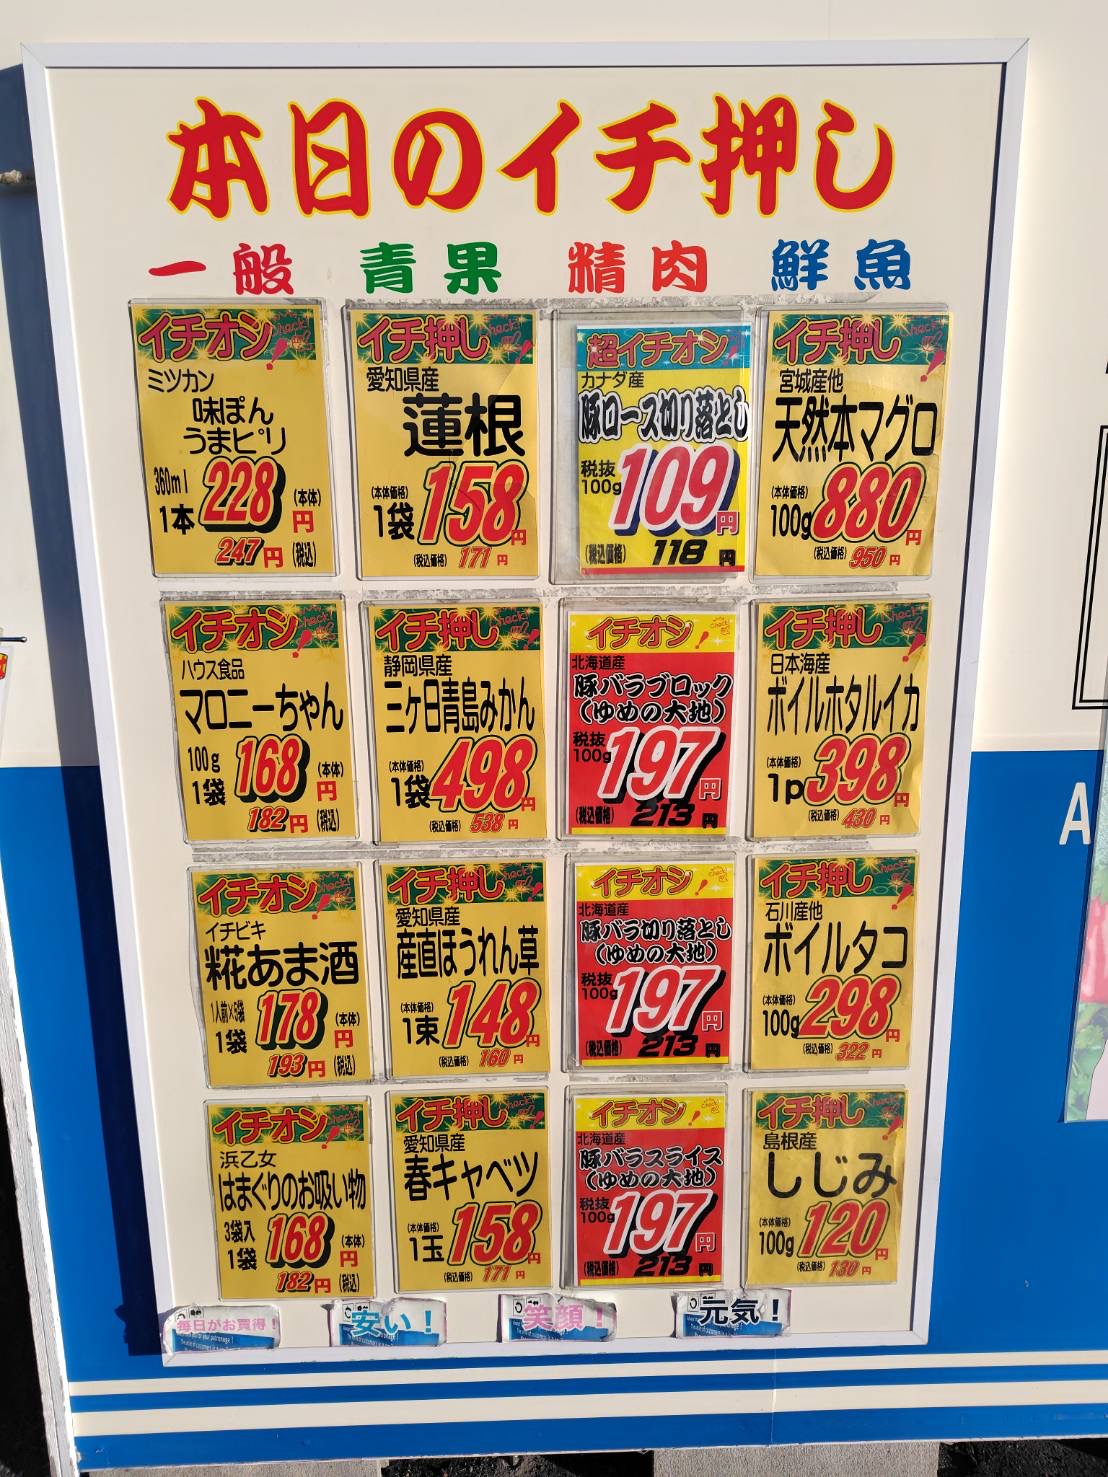 本日のイチ押し
一般 青果 精肉 鮮魚
イチオシ!
ミツカン
味ぽん
うまピリ
360ml
1本 228 (本体) 円
247円 (税込)
イチ押し!
愛知県産
蓮根
(本体価格)
1袋 158円
(税込価格) 171円
超イチオシ!
カナダ産
豚ロース切り落とし
税抜
100g 109円
(税込価格) 118円
イチ押し!
宮城産他
天然本マグロ
(本体価格)
100g 880円
(税込価格) 950円
イチオシ!
ハウス食品
マロニーちゃん
100g
1袋 168 (本体) 円
182円 (税込)
イチ押し!
静岡県産
三ケ日青島みかん
(本体価格)
1袋 498円
(税込価格) 538円
イチオシ!
北海道産
豚バラブロック
(ゆめの大地)
税抜
100g 197円
(税込価格) 213円
イチ押し!
日本海産
ボイルホタルイカ
(本体価格)
1p 398円
(税込価格) 430円
イチオシ!
イチビキ
糀あま酒
1人前×5袋
1袋 178 (本体) 円
193円 (税込)
イチ押し!
愛知県産
産直ほうれん草
(本体価格)
1束 148円
(税込価格) 160円
イチオシ!
北海道産
豚バラ切り落とし
(ゆめの大地)
税抜
100g 197円
(税込価格) 213円
イチ押し!
石川産他
ボイルタコ
(本体価格)
100g 298円
(税込価格) 322円
イチオシ!
浜乙女
はまぐりのお吸い物
3袋入
1袋 168 (本体) 円
182円 (税込)
イチ押し!
愛知県産
春キャベツ
(本体価格)
1玉 158円
(税込価格) 171円
イチオシ!
北海道産
豚バラスライス
(ゆめの大地)
税抜
100g 197円
(税込価格) 213円
イチ押し!
島根産
しじみ
(本体価格)
100g 120円
(税込価格) 130円
毎日がお買得! 安い! 笑顔! 元気!
A